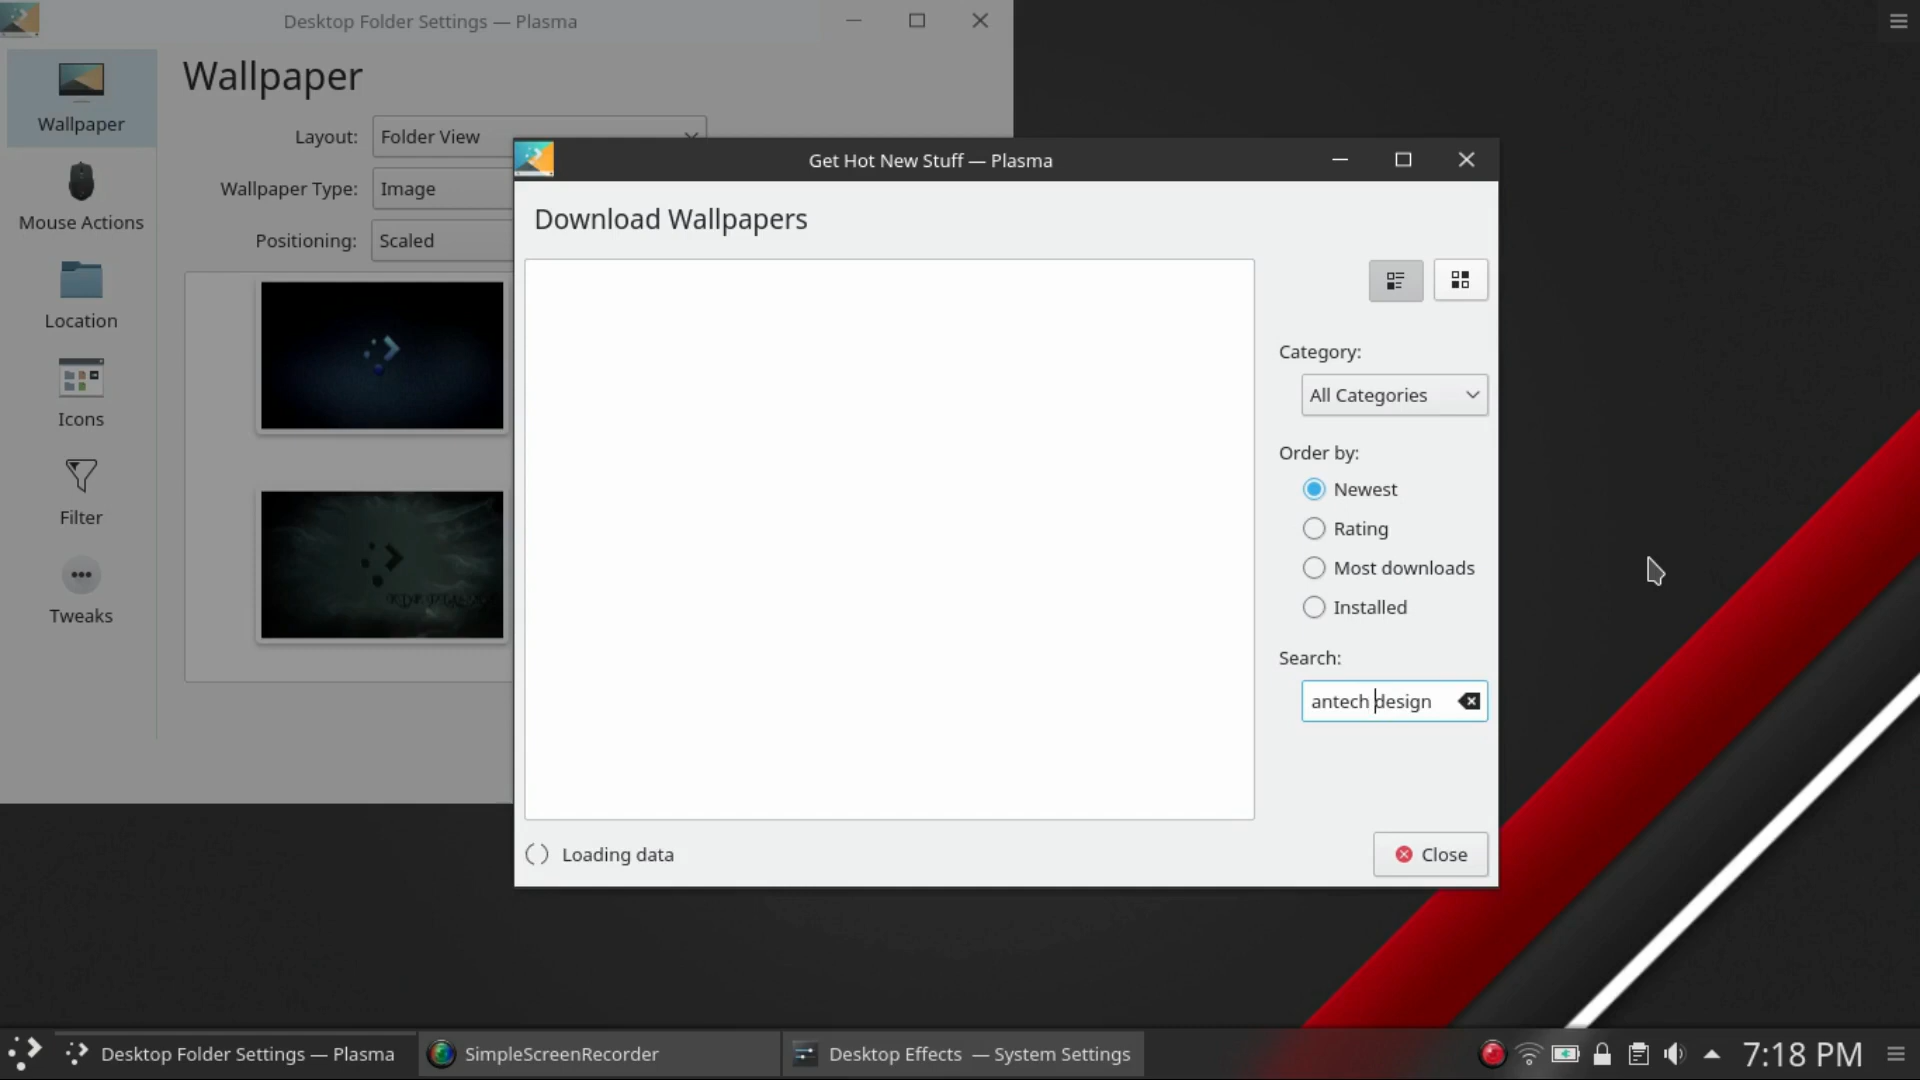 Desktop Folder Settings — Plasma
Wallpaper
Wallpaper
Mouse Actions
Location
Icons
Filter
Tweaks
Layout:
Folder View
Wallpaper Type:
Image
Positioning:
Scaled
Get Hot New Stuff — Plasma
Download Wallpapers
Category:
All Categories
Order by:
Newest
Rating
Most downloads
Installed
Search:
antech design
Loading data
Close
Desktop Folder Settings — Plasma
SimpleScreenRecorder
Desktop Effects — System Settings
7:18 PM